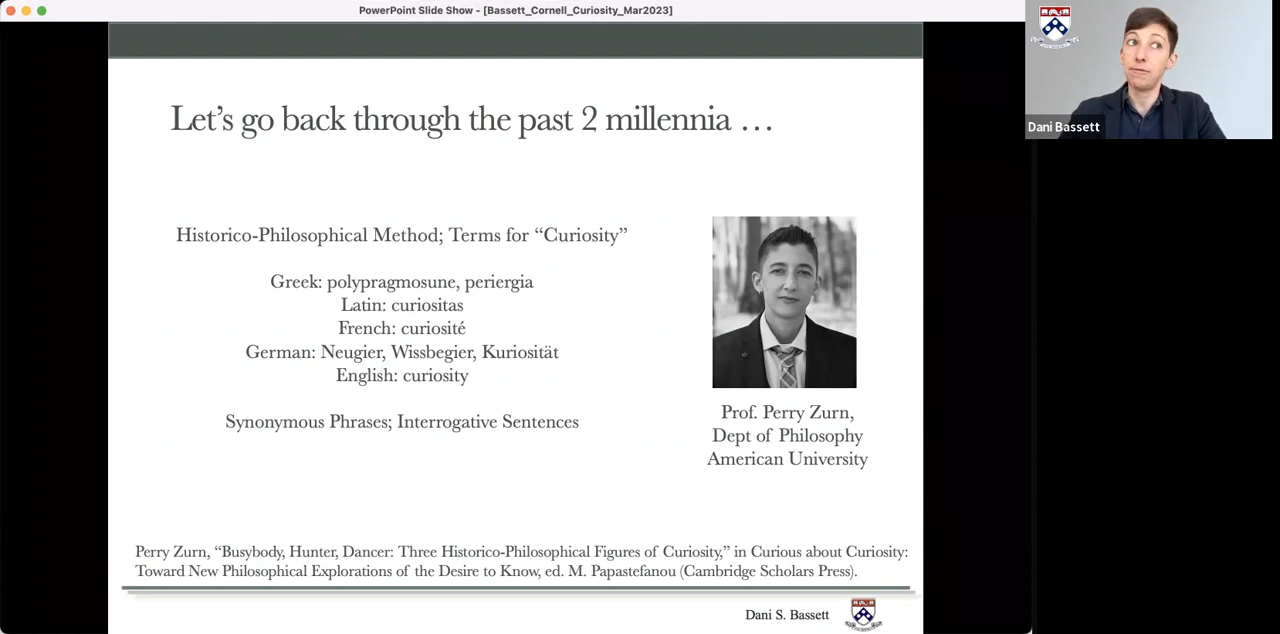 PowerPoint Slide Show - [Bassett_Cornell_Curiosity_Mar2023]
Let's go back through the past 2 millennia …
Historico-Philosophical Method; Terms for “Curiosity”
Greek: polypragmosune, periergia
Latin: curiositas
French: curiosité
German: Neugier, Wissbegier, Kuriosität
English: curiosity
Synonymous Phrases; Interrogative Sentences
Prof. Perry Zurn,
Dept of Philosophy
American University
Perry Zurn, “Busybody, Hunter, Dancer: Three Historico-Philosophical Figures of Curiosity,” in Curious about Curiosity:
Toward New Philosophical Explorations of the Desire to Know, ed. M. Papastefanou (Cambridge Scholars Press).
Dani S. Bassett
Dani Bassett